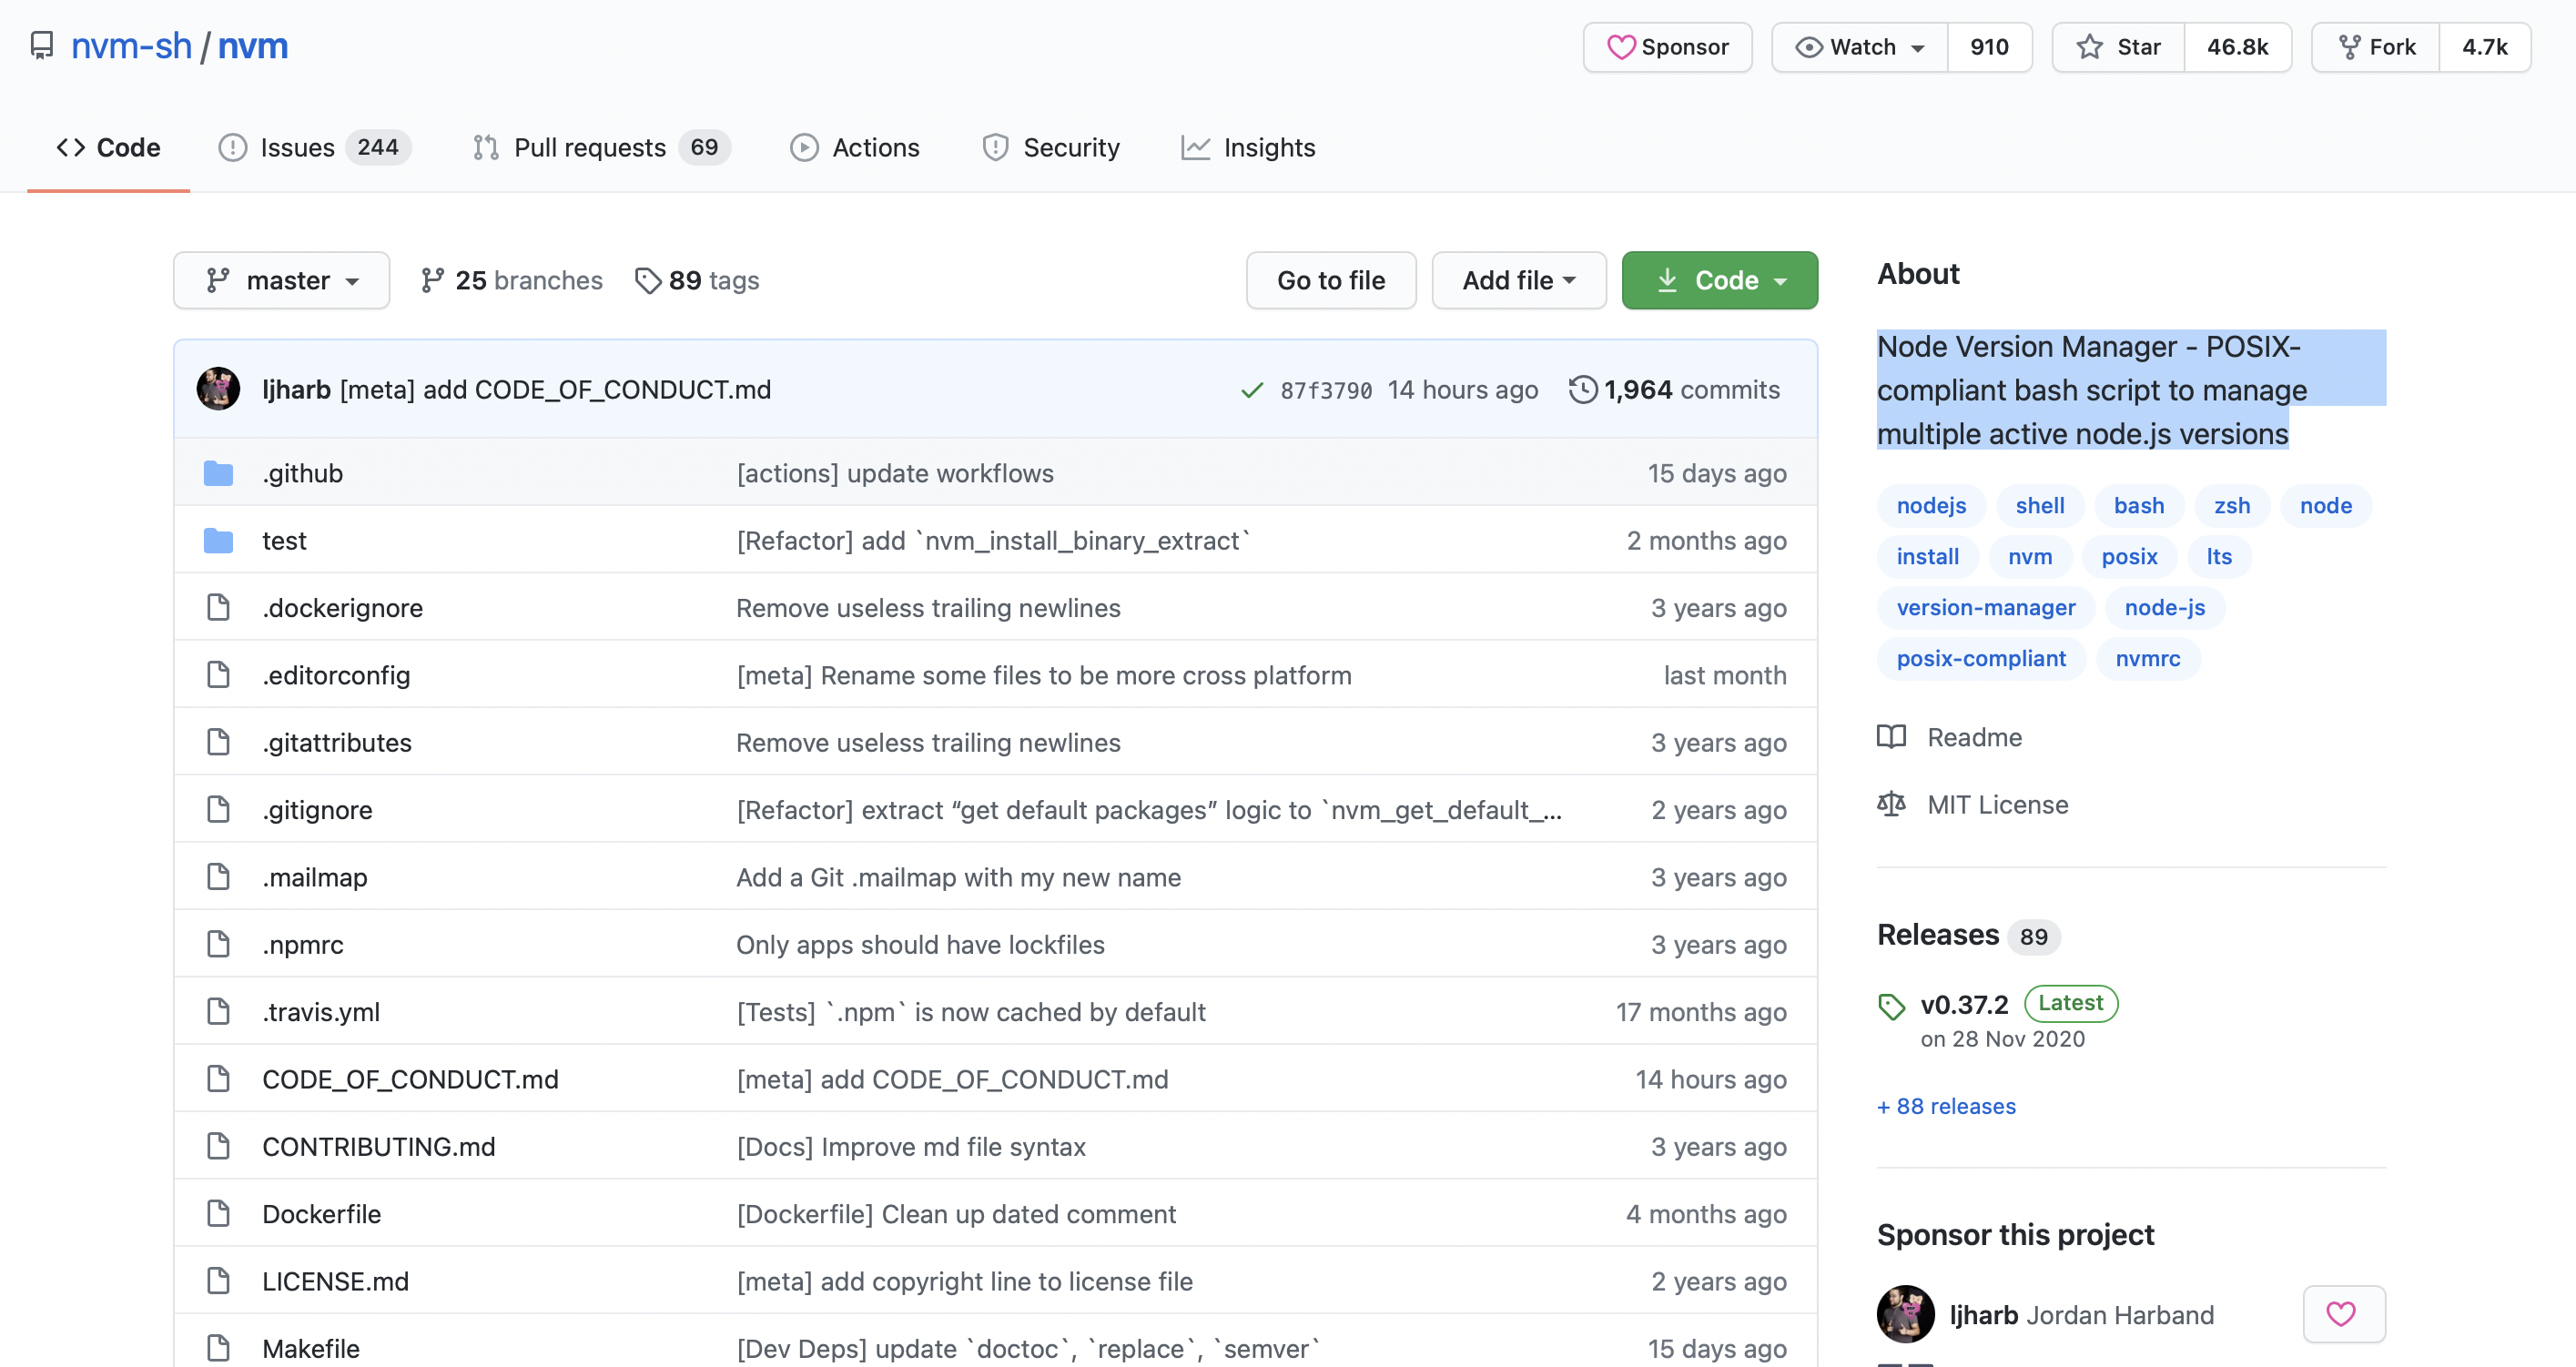 nvm-sh / nvm
Sponsor
Watch 910
Star 46.8k
Fork 4.7k
Code
Issues 244
Pull requests 69
Actions
Security
Insights
master
25 branches
89 tags
Go to file
Add file
Code
ljharb [meta] add CODE_OF_CONDUCT.md 87f3790 14 hours ago 1,964 commits
.github [actions] update workflows 15 days ago
test [Refactor] add `nvm_install_binary_extract` 2 months ago
.dockerignore Remove useless trailing newlines 3 years ago
.editorconfig [meta] Rename some files to be more cross platform last month
.gitattributes Remove useless trailing newlines 3 years ago
.gitignore [Refactor] extract “get default packages” logic to `nvm_get_default_... 2 years ago
.mailmap Add a Git .mailmap with my new name 3 years ago
.npmrc Only apps should have lockfiles 3 years ago
.travis.yml [Tests] `.npm` is now cached by default 17 months ago
CODE_OF_CONDUCT.md [meta] add CODE_OF_CONDUCT.md 14 hours ago
CONTRIBUTING.md [Docs] Improve md file syntax 3 years ago
Dockerfile [Dockerfile] Clean up dated comment 4 months ago
LICENSE.md [meta] add copyright line to license file 2 years ago
Makefile [Dev Deps] update `doctoc`, `replace`, `semver` 15 days ago
About
Node Version Manager - POSIX-
compliant bash script to manage
multiple active node.js versions
nodejs shell bash zsh node
install nvm posix lts
version-manager node-js
posix-compliant nvmrc
Readme
MIT License
Releases 89
v0.37.2 Latest
on 28 Nov 2020
+ 88 releases
Sponsor this project
ljharb Jordan Harband